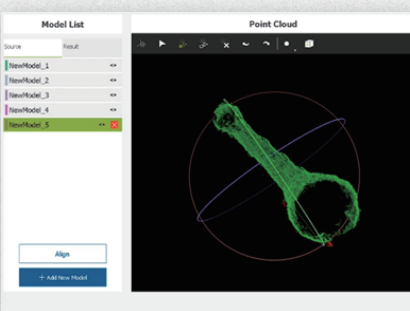 Model List
Point Cloud
Source Result
NewModel_1
NewModel_2
NewModel_3
NewModel_4
NewModel_5
Align
+ Add New Model